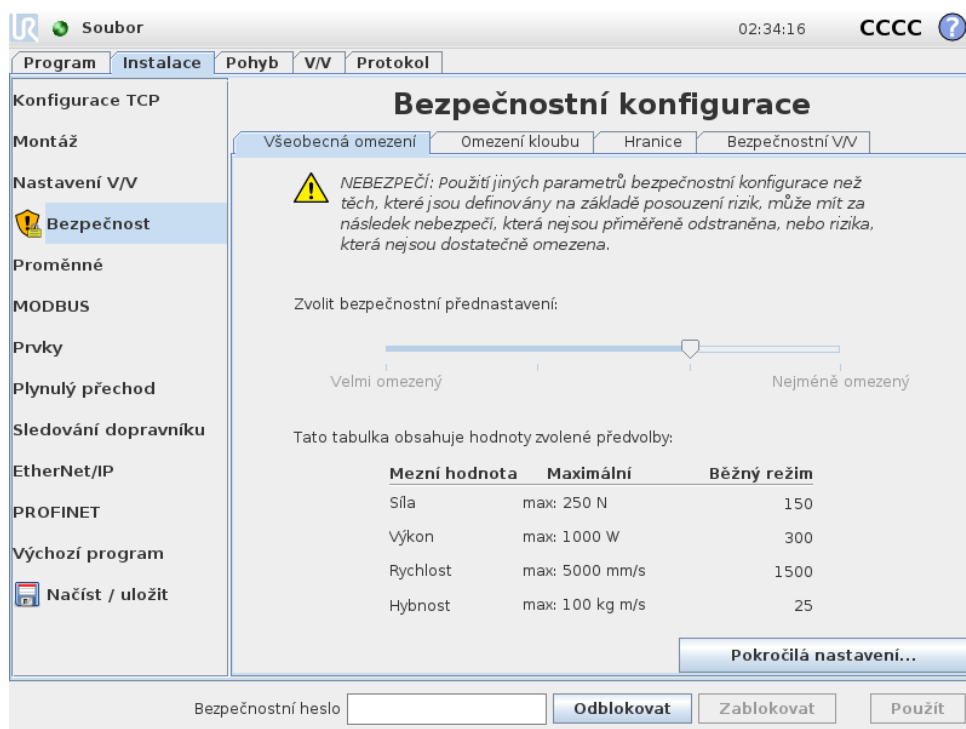 UR Soubor 02:34:16 CCCC ?
Program Instalace Pohyb V/V Protokol
Konfigurace TCP
Montáž
Nastavení V/V
Bezpečnost
Proměnné
MODBUS
Prvky
Plynulý přechod
Sledování dopravníku
EtherNet/IP
PROFINET
Výchozí program
Načíst / uložit
Bezpečnostní konfigurace
Všeobecná omezení Omezení kloubu Hranice Bezpečnostní V/V
NEBEZPEČÍ: Použití jiných parametrů bezpečnostní konfigurace než
těch, které jsou definovány na základě posouzení rizik, může mít za
následek nebezpečí, která nejsou přiměřeně odstraněna, nebo rizika,
která nejsou dostatečně omezena.
Zvolit bezpečnostní přednastavení:
Velmi omezený Nejméně omezený
Tato tabulka obsahuje hodnoty zvolené předvolby:
Mezní hodnota Maximální Běžný režim
Síla max: 250 N 150
Výkon max: 1000 W 300
Rychlost max: 5000 mm/s 1500
Hybnost max: 100 kg m/s 25
Pokročilá nastavení...
Bezpečnostní heslo Odblokovat Zablokovat Použít